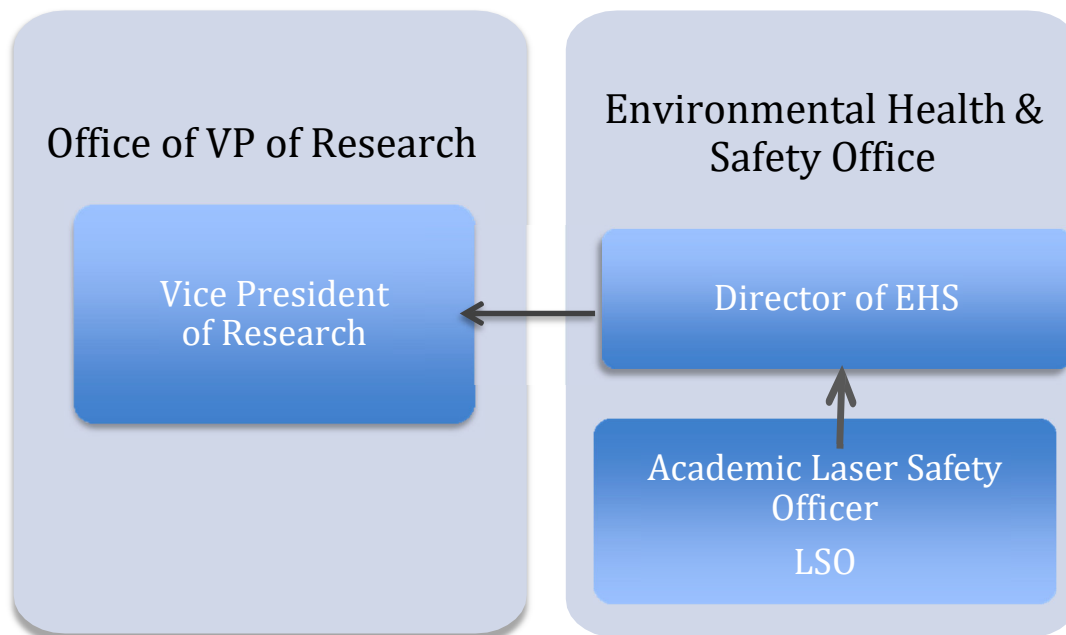 Office of VP of Research
Vice President
of Research
Environmental Health &
Safety Office
Director of EHS
Academic Laser Safety
Officer
LSO